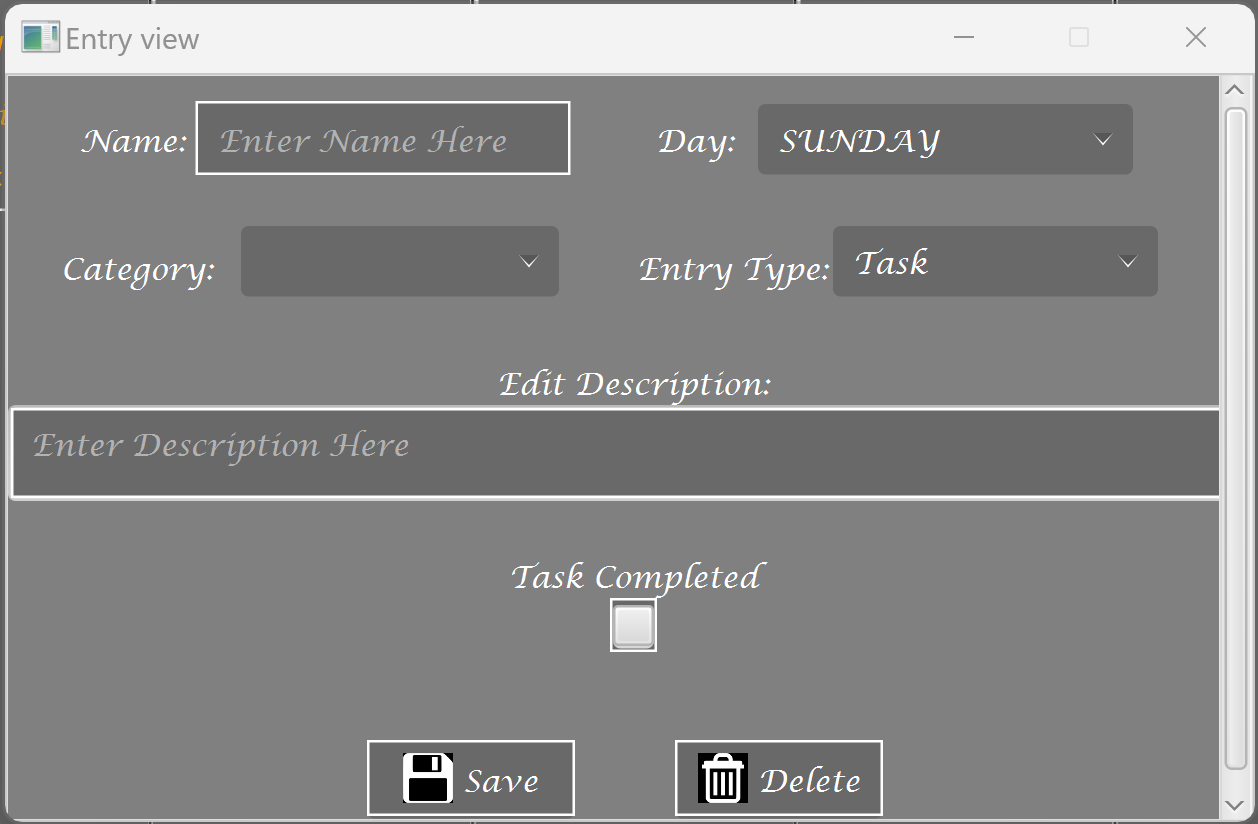 Entry view
Name: Enter Name Here Day: SUNDAY
Category: Entry Type: Task
Edit Description:
Enter Description Here
Task Completed
Save Delete